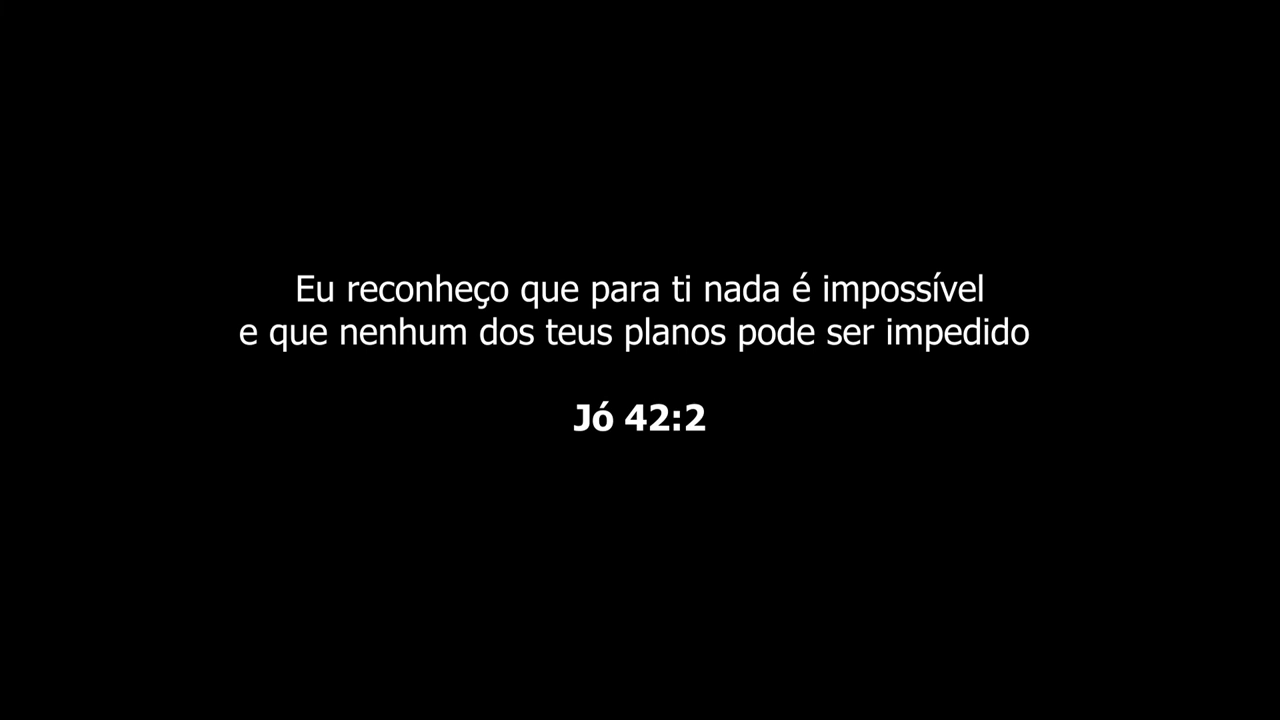 Eu reconheço que para ti nada é impossível
e que nenhum dos teus planos pode ser impedido
Jó 42:2